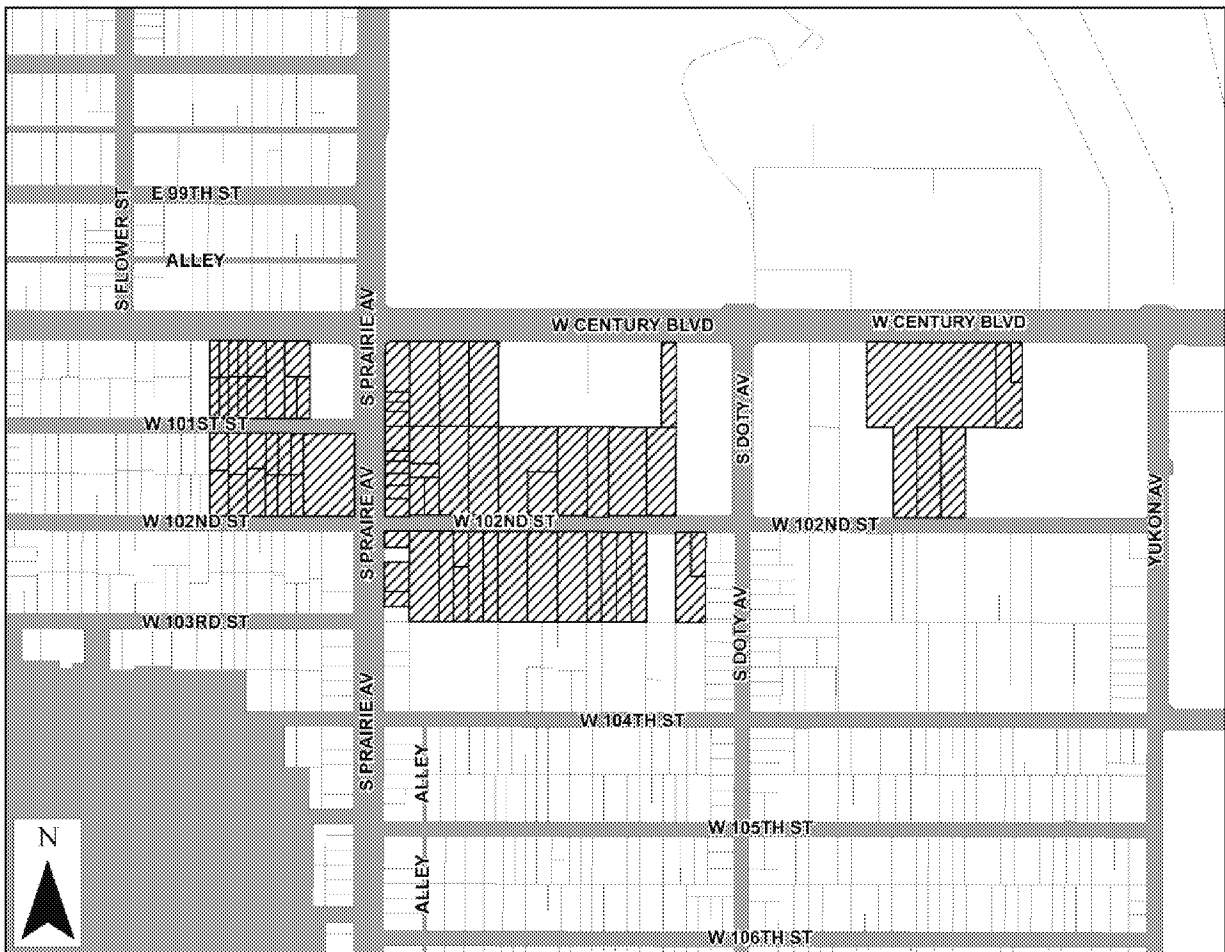 S FLOWER ST
E 99TH ST
ALLEY
S PRAIRIE AV
W CENTURY BLVD
W CENTURY BLVD
W 101ST ST
S DOTY AV
W 102ND ST
S PRAIRE AV
W 102ND ST
W 102ND ST
YUKON AV
W 103RD ST
S DOTY AV
S PRAIRIE AV
W 104TH ST
ALLEY
W 105TH ST
N
ALLEY
W 106TH ST